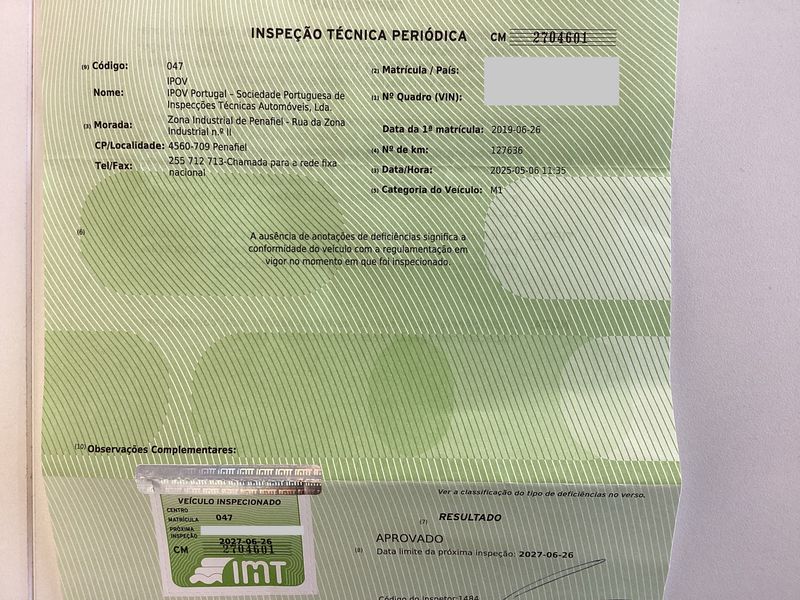 INSPEÇÃO TÉCNICA PERIÓDICA
CM 2704601
(9) Código: 047
Nome: IPOV
IPOV Portugal – Sociedade Portuguesa de
Inspecções Técnicas Automóveis, Lda.
(3) Morada: Zona Industrial de Penafiel - Rua da Zona
Industrial n.º II
CP/Localidade: 4560-709 Penafiel
Tel/Fax: 255 712 713-Chamada para a rede fixa
nacional
(2) Matrícula / País:
(1) Nº Quadro (VIN):
Data da 1ª matrícula: 2019-06-26
(4) Nº de km: 127636
(3) Data/Hora: 2025-05-06 11:35
(5) Categoria do Veículo: M1
(6)
A ausência de anotações de deficiências significa a
conformidade do veículo com a regulamentação em
vigor no momento em que foi inspecionado.
(10) Observações Complementares:
Ver a classificação do tipo de deficiências no verso.
VEÍCULO INSPECIONADO
CENTRO 047
MATRÍCULA
PRÓXIMA
INSPEÇÃO 2027-06-26
CM 2704601
IMT
(7) RESULTADO
APROVADO
(8) Data limite da próxima inspeção: 2027-06-26
Código do inspetor:1484